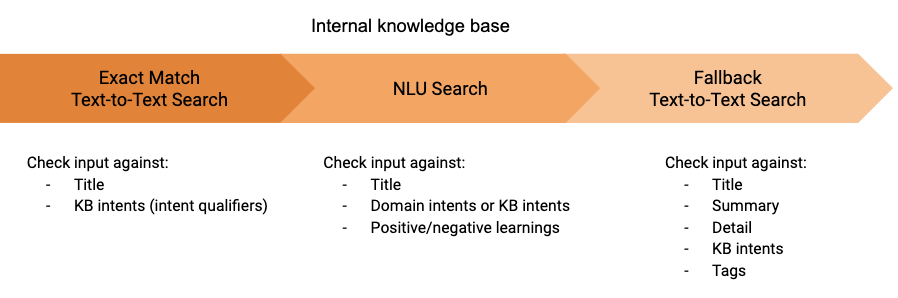 Internal knowledge base
Exact Match
Text-to-Text Search
NLU Search
Fallback
Text-to-Text Search
Check input against:
- Title
- KB intents (intent qualifiers)
Check input against:
- Title
- Domain intents or KB intents
- Positive/negative learnings
Check input against:
- Title
- Summary
- Detail
- KB intents
- Tags